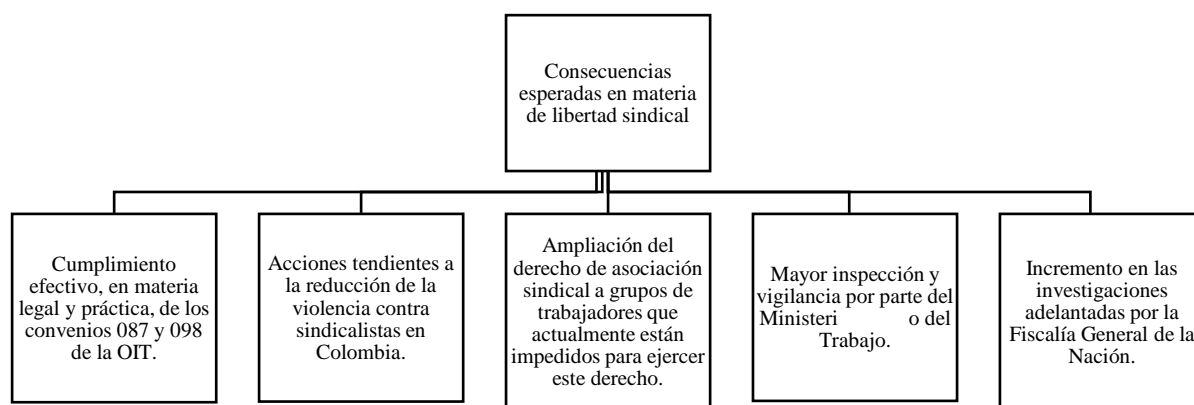 Consecuencias
esperadas en materia
de libertad sindical
Cumplimiento
efectivo, en materia
legal y práctica, de los
convenios 087 y 098
de la OIT.
Acciones tendientes a
la reducción de la
violencia contra
sindicalistas en
Colombia.
Ampliación del
derecho de asociación
sindical a grupos de
trabajadores que
actualmente están
impedidos para ejercer
este derecho.
Mayor inspección y
vigilancia por parte del
Ministeri o del
Trabajo.
Incremento en las
investigaciones
adelantadas por la
Fiscalía General de la
Nación.